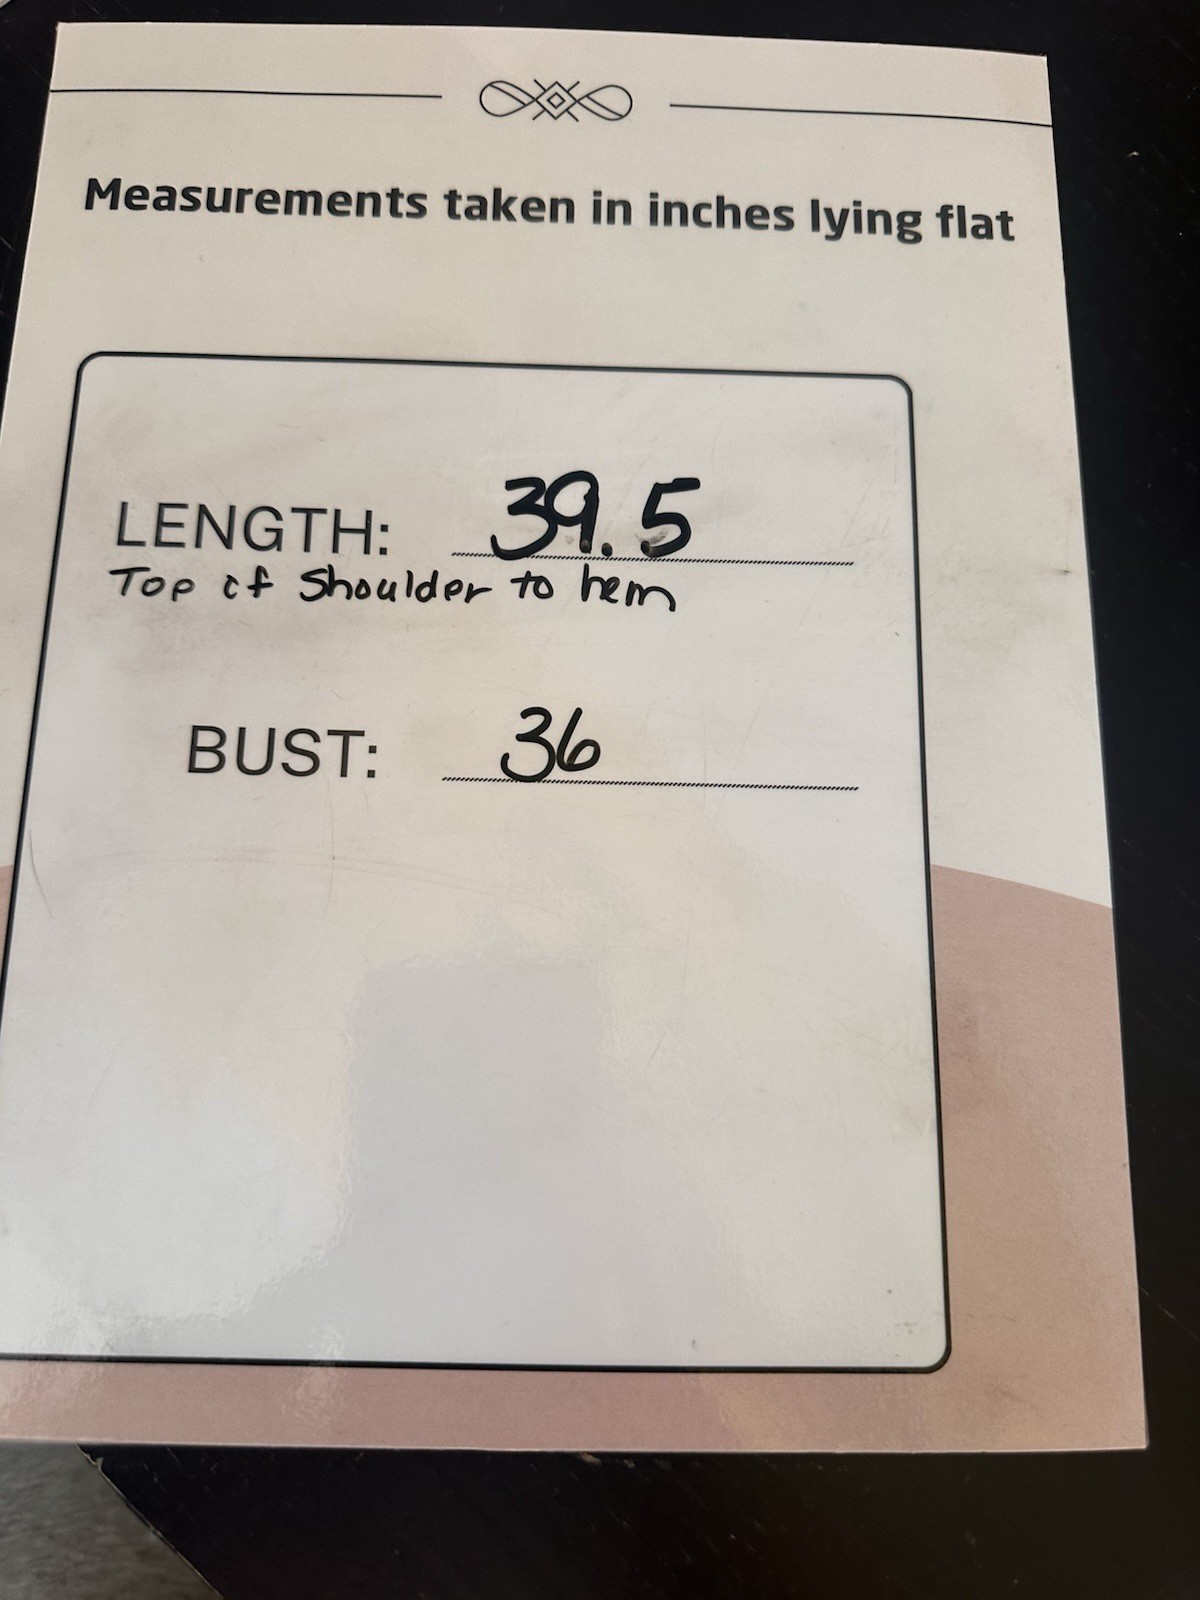 Measurements taken in inches lying flat
LENGTH: 39.5
Top of Shoulder to hem
BUST: 36